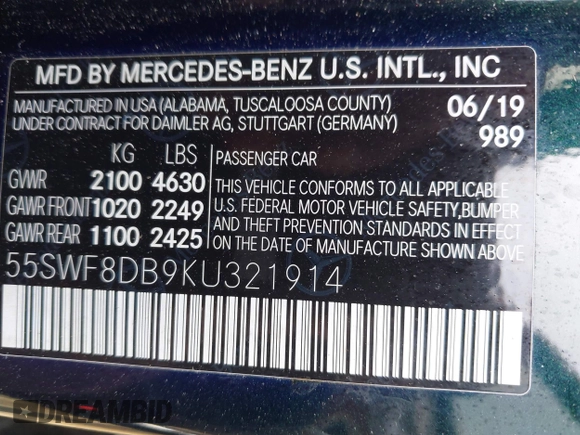 MFD BY MERCEDES-BENZ U.S. INTL., INC
MANUFACTURED IN USA (ALABAMA, TUSCALOOSA COUNTY) 06/19
UNDER CONTRACT FOR DAIMLER AG, STUTTGART (GERMANY) 989
KG LBS PASSENGER CAR
GWVR 2100 4630 THIS VEHICLE CONFORMS TO ALL APPLICABLE
GAWR FRONT 1020 2249 U.S. FEDERAL MOTOR VEHICLE SAFETY, BUMPER
GAWR REAR 1100 2425 AND THEFT PREVENTION STANDARDS IN EFFECT
ON THE DATE OF MANUFACTURE SHOWN ABOVE
55SWF8DB9KU321914
DREAMBID